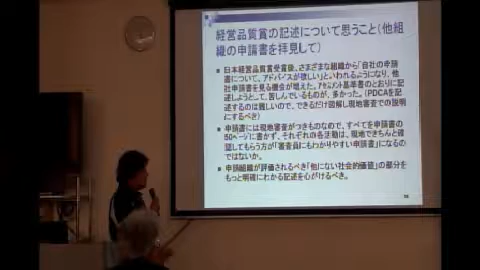 経営品質賞の記述について思うこと(他組
織の申請書を拝見して)
日本経営品質賞受賞後、さまざまな組織から「自社の申請
書について、アドバイスが欲しい」といわれるようになり、他
社申請書を見る機会が増えた。アセスメント基準書のとおりに記
述しようとして、苦しんでいるものが、多かった。(PDCAを記
述するのは難しいので、できるだけ図解し現地審査での説明
にするべき)
申請書には現地審査がつきものなので、すべてを申請書の
50ページに書かず、それぞれの各活動は、現地できちんと確
認してもらう方が「審査員にもわかりやすい申請書」になるの
ではないか。
申請組織が評価されるべき「他にない社会的価値」の部分を
もっと明確にわかる記述を心がけるべき。